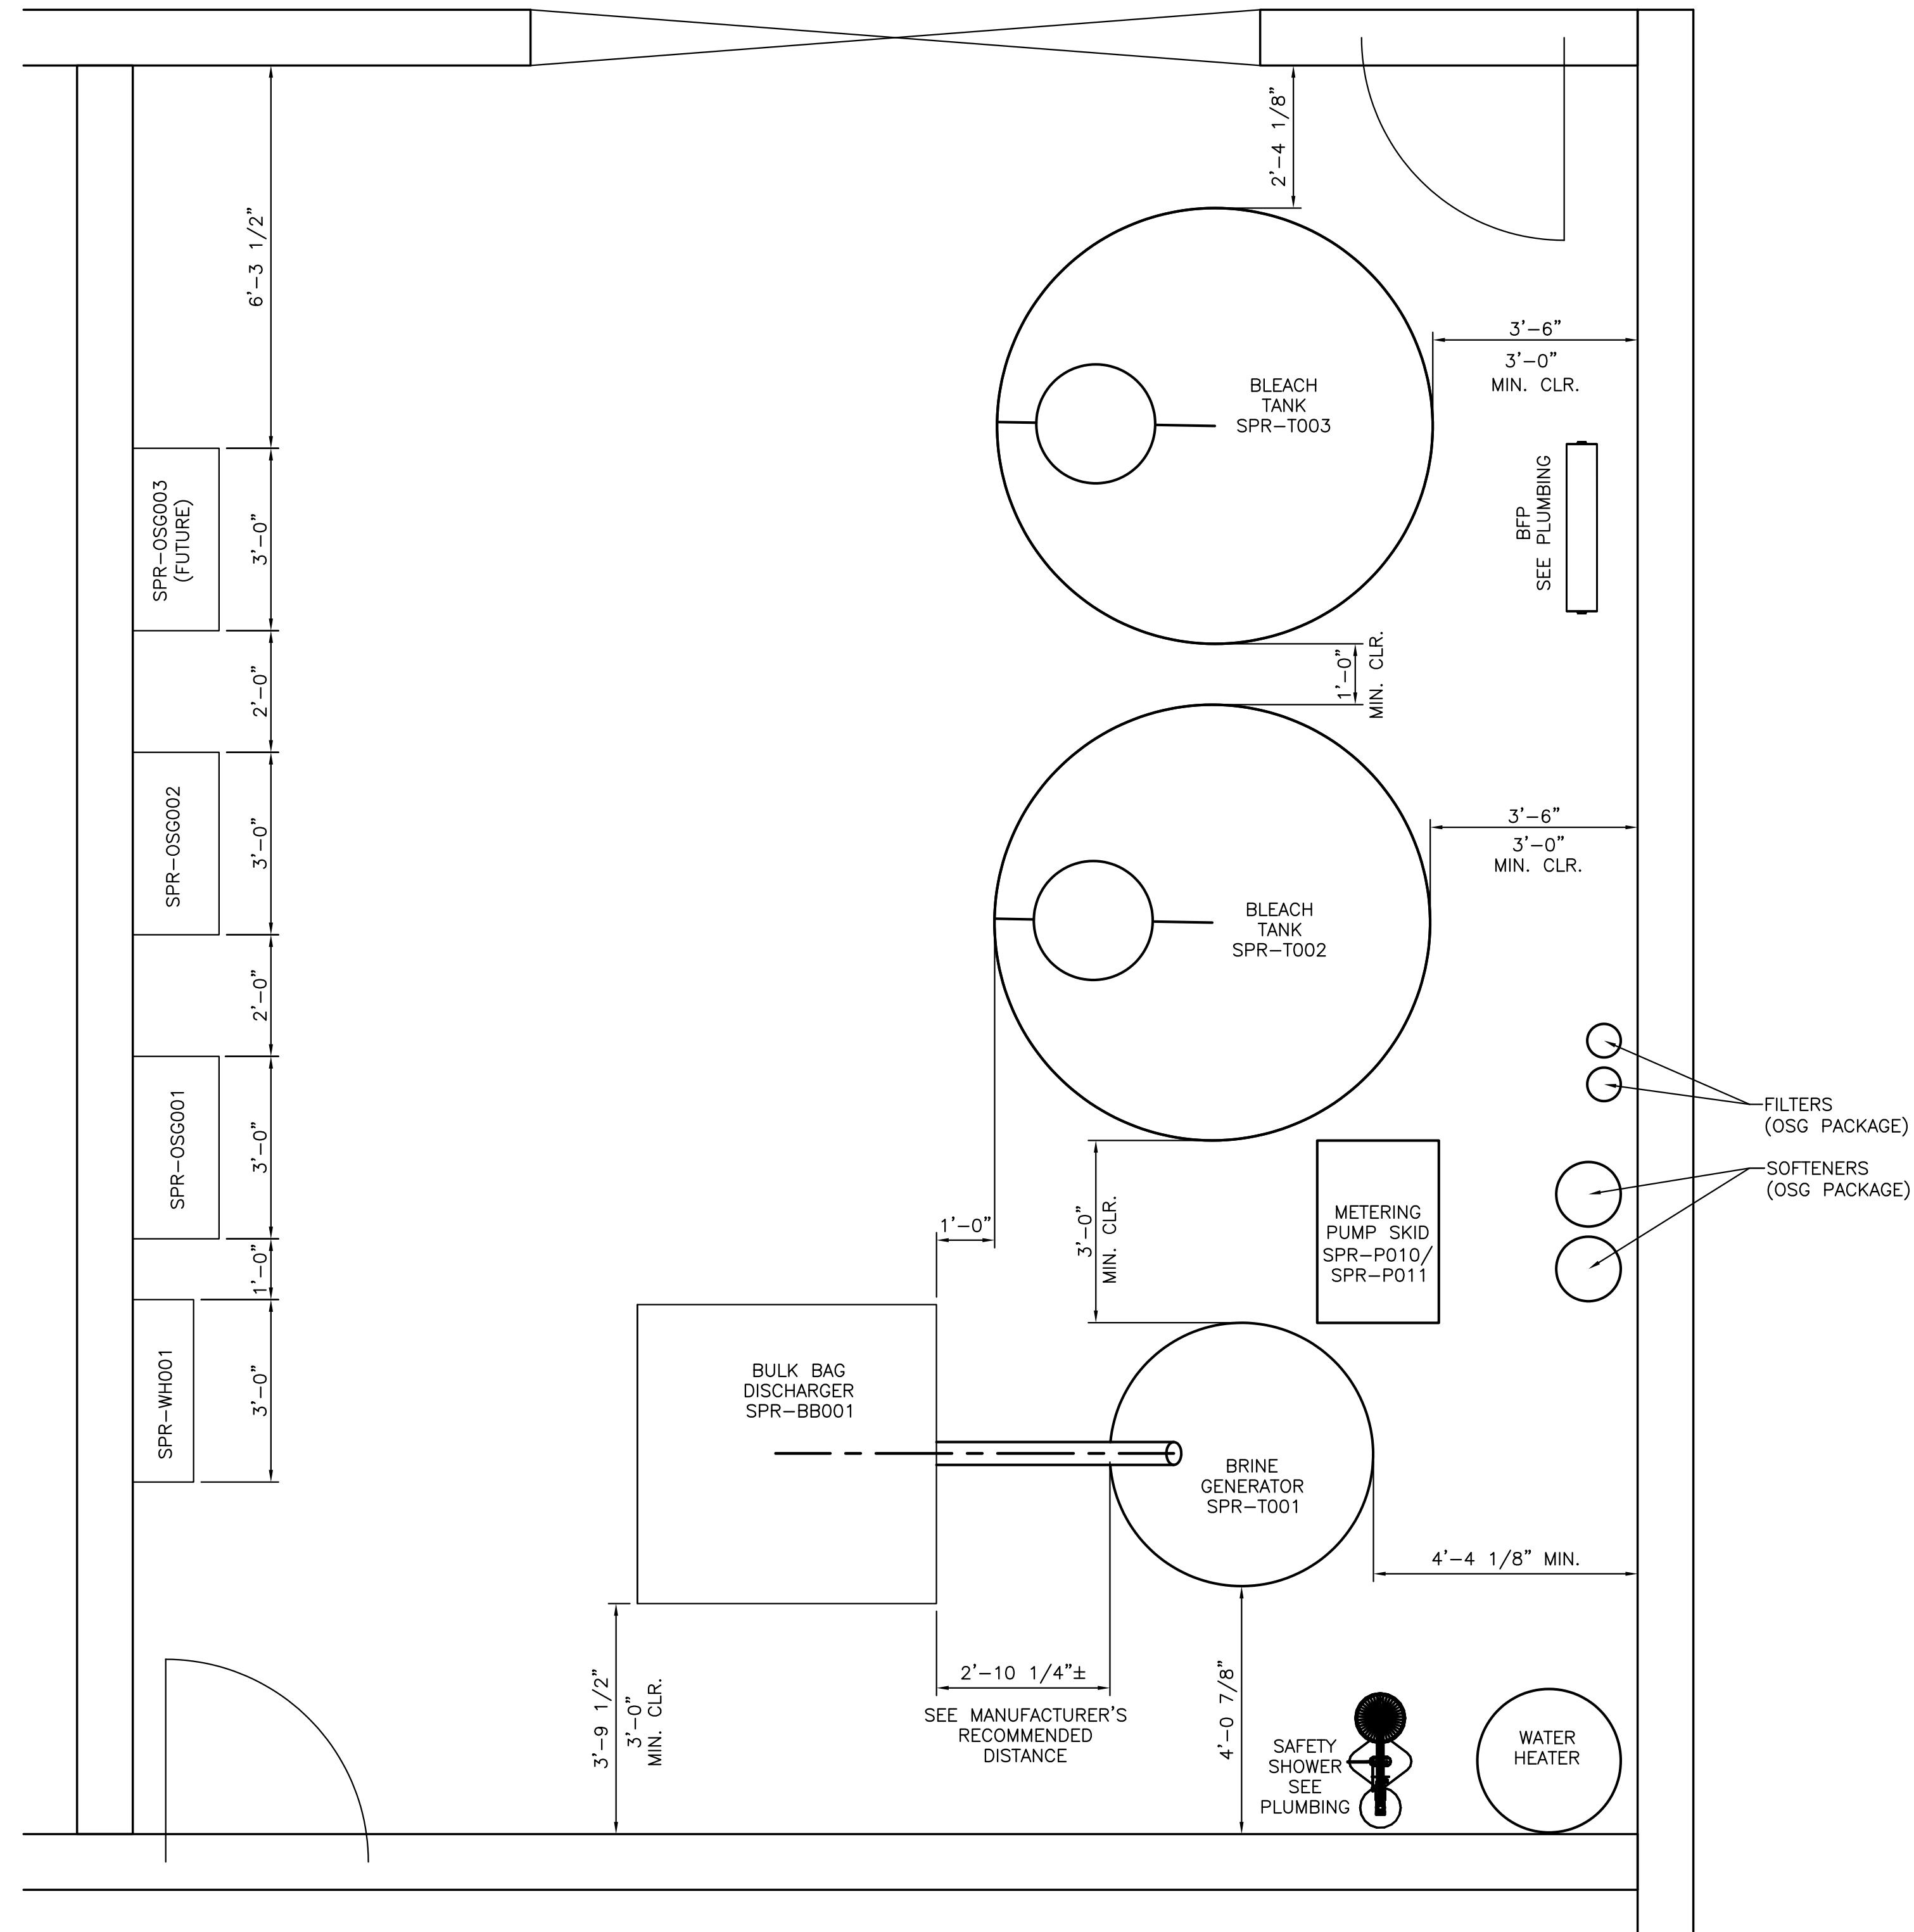 2'-4 1/8"
6'-3 1/2"
3'-6"
3'-0"
MIN. CLR.
BLEACH
TANK
SPR-T003
BFP
SEE PLUMBING
SPR-OSG003
(FUTURE)
3'-0"
1'-0"
MIN. CLR.
2'-0"
SPR-OSG002
3'-0"
3'-6"
3'-0"
MIN. CLR.
BLEACH
TANK
SPR-T002
2'-0"
FILTERS
(OSG PACKAGE)
SOFTENERS
(OSG PACKAGE)
SPR-OSG001
3'-0"
1'-0"
3'-0"
MIN. CLR.
METERING
PUMP SKID
SPR-P010/
SPR-P011
1'-0"
SPR-WH001
3'-0"
BULK BAG
DISCHARGER
SPR-BB001
BRINE
GENERATOR
SPR-T001
4'-4 1/8" MIN.
3'-9 1/2"
3'-0"
MIN. CLR.
2'-10 1/4"±
SEE MANUFACTURER'S
RECOMMENDED
DISTANCE
4'-0 7/8"
SAFETY
SHOWER
SEE
PLUMBING
WATER
HEATER